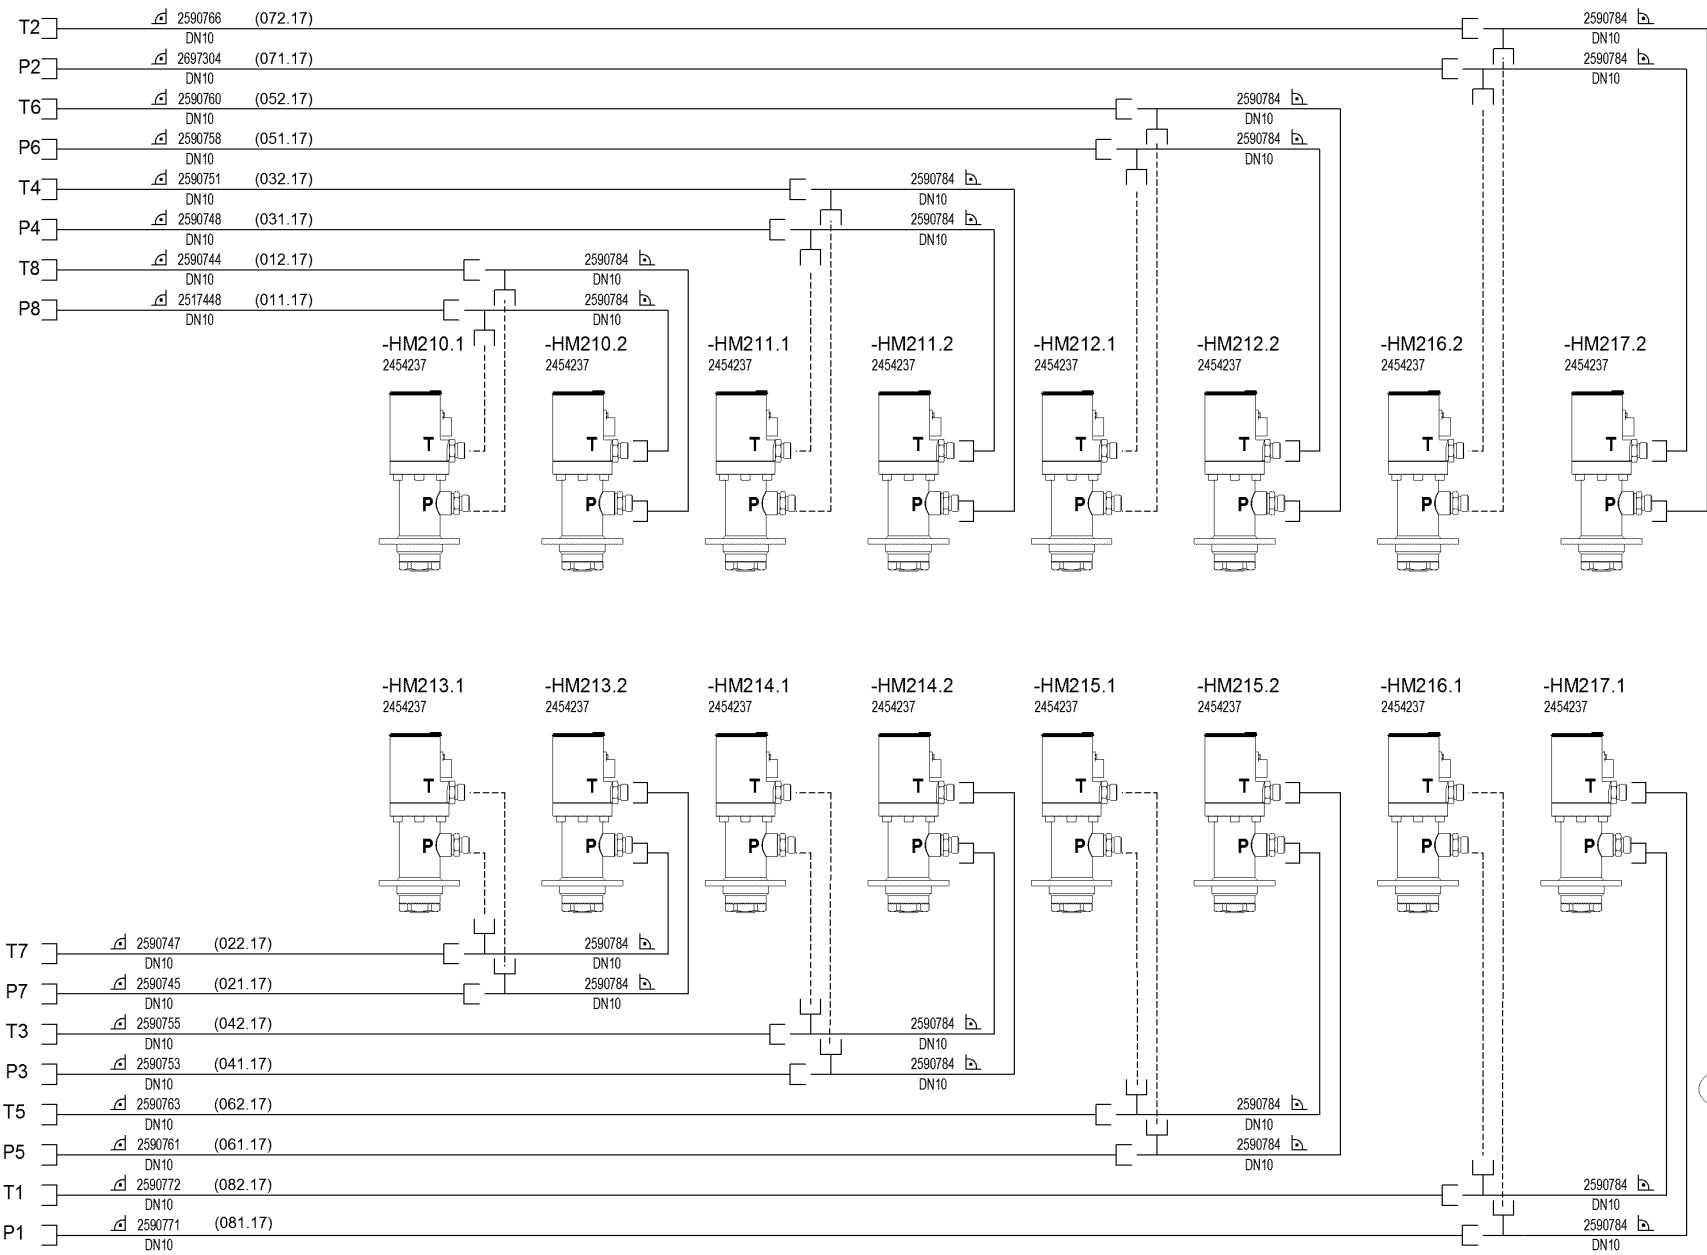 T2 2590766 (072.17) 2590784
DN10 DN10
P2 2697304 (071.17) 2590784
DN10 DN10
T6 2590760 (052.17) 2590784
DN10 DN10
P6 2590758 (051.17) 2590784
DN10 DN10
T4 2590751 (032.17) 2590784
DN10 DN10
P4 2590748 (031.17) 2590784
DN10 DN10
T8 2590744 (012.17) 2590784
DN10 DN10
P8 2517448 (011.17) 2590784
DN10 DN10
-HM210.1 -HM210.2 -HM211.1 -HM211.2 -HM212.1 -HM212.2 -HM216.2 -HM217.2
2454237 2454237 2454237 2454237 2454237 2454237 2454237 2454237
T T T T T T T T
P P P P P P P P
-HM213.1 -HM213.2 -HM214.1 -HM214.2 -HM215.1 -HM215.2 -HM216.1 -HM217.1
2454237 2454237 2454237 2454237 2454237 2454237 2454237 2454237
T T T T T T T T
P P P P P P P P
T7 2590747 (022.17) 2590784
DN10 DN10
P7 2590745 (021.17) 2590784
DN10 DN10
T3 2590755 (042.17) 2590784
DN10 DN10
P3 2590753 (041.17) 2590784
DN10 DN10
T5 2590763 (062.17) 2590784
DN10 DN10
P5 2590761 (061.17) 2590784
DN10 DN10
T1 2590772 (082.17) 2590784
DN10 DN10
P1 2590771 (081.17) 2590784
DN10 DN10